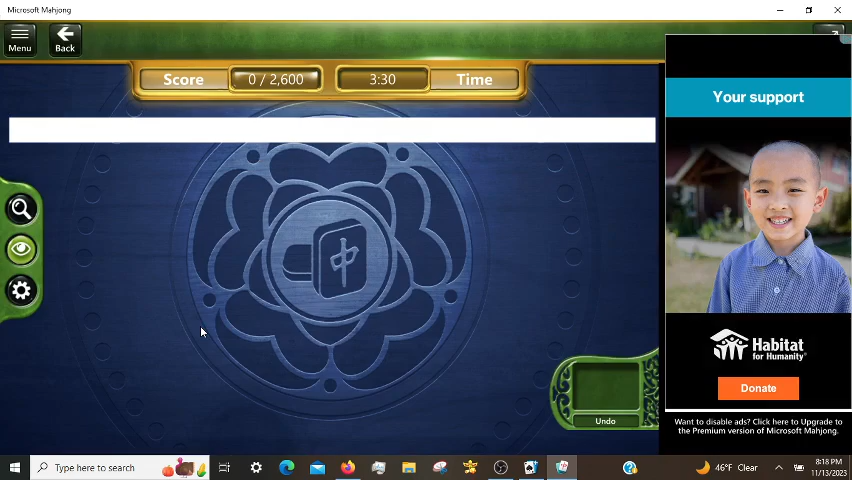 Microsoft Mahjong
Menu
Back
Score
0 / 2,600
3:30
Time
Your support
中
Habitat
for Humanity®
Donate
Undo
Want to disable ads? Click here to Upgrade to
the Premium version of Microsoft Mahjong.
Type here to search
46°F Clear
8:18 PM
11/13/2023